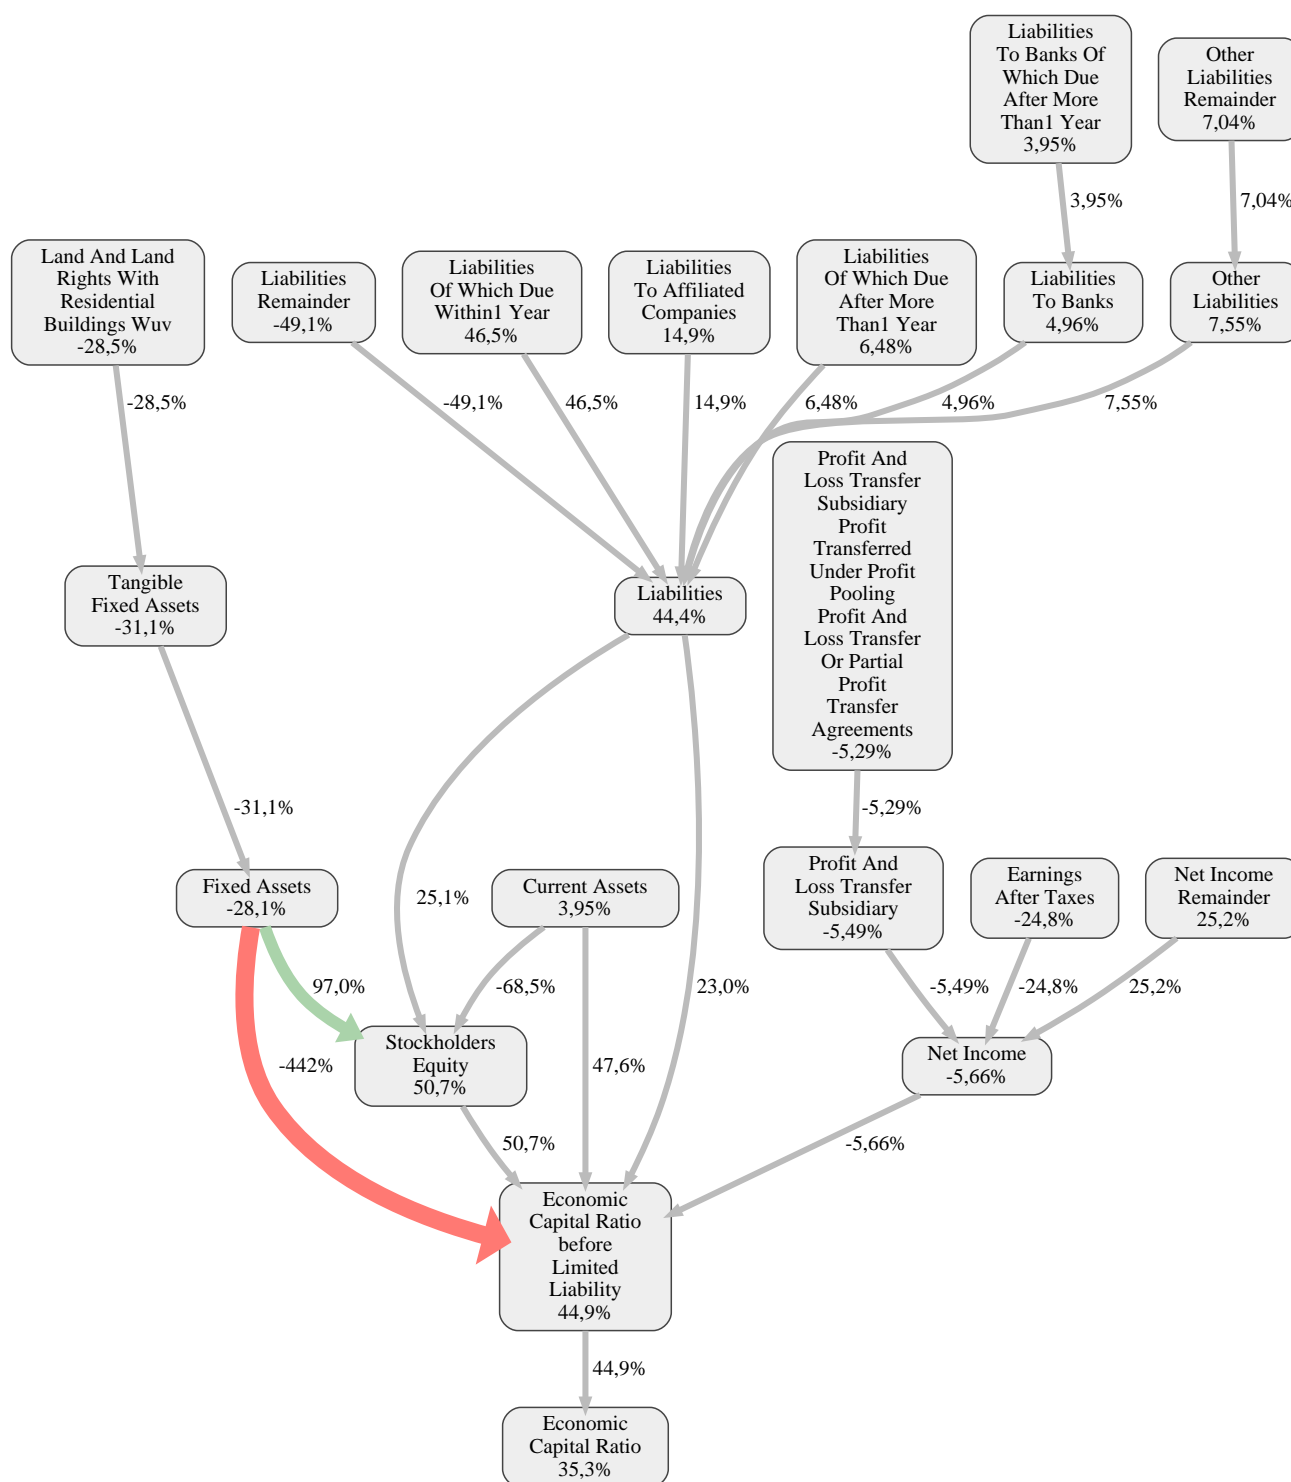 Liabilities
To Banks Of
Which Due
After More
Than1 Year
3,95%
Other
Liabilities
Remainder
7,04%
3,95%
7,04%
Land And Land
Rights With
Residential
Buildings Wuv
-28,5%
Liabilities
Remainder
-49,1%
Liabilities
Of Which Due
Within1 Year
46,5%
Liabilities
To Affiliated
Companies
14,9%
Liabilities
Of Which Due
After More
Than1 Year
6,48%
Liabilities
To Banks
4,96%
Other
Liabilities
7,55%
-28,5%
-49,1%
46,5%
14,9%
6,48%
4,96%
7,55%
Profit And
Loss Transfer
Subsidiary
Profit
Transferred
Under Profit
Pooling
Profit And
Loss Transfer
Or Partial
Profit
Transfer
Agreements
-5,29%
Tangible
Fixed Assets
-31,1%
Liabilities
44,4%
-31,1%
-5,29%
Fixed Assets
-28,1%
Current Assets
3,95%
Profit And
Loss Transfer
Subsidiary
-5,49%
Earnings
After Taxes
-24,8%
Net Income
Remainder
25,2%
25,1%
97,0%
-68,5%
23,0%
-5,49%
-24,8%
25,2%
Stockholders
Equity
50,7%
-442%
47,6%
Net Income
-5,66%
50,7%
-5,66%
Economic
Capital Ratio
before
Limited
Liability
44,9%
44,9%
Economic
Capital Ratio
35,3%